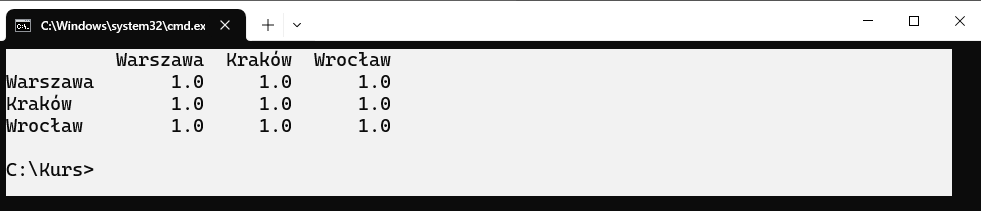 C:\Windows\system32\cmd.ex
Warszawa Kraków Wrocław
Warszawa 1.0 1.0 1.0
Kraków 1.0 1.0 1.0
Wrocław 1.0 1.0 1.0
C:\Kurs>